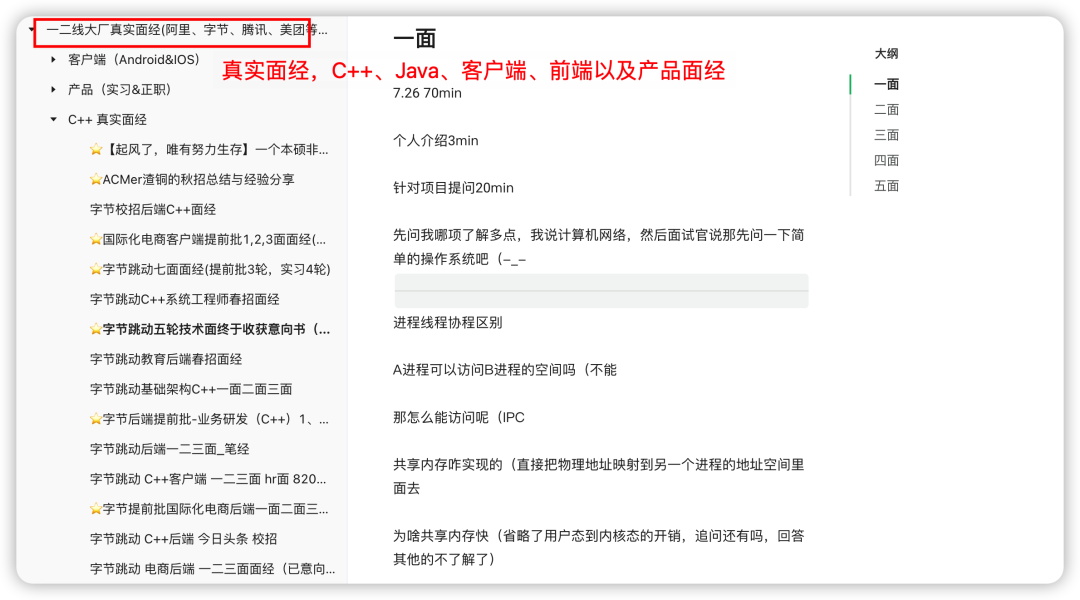 一二线大厂真实面经(阿里、字节、腾讯、美团等...
客户端（Android&IOS）
产品（实习&正职）
C++ 真实面经
⭐【起风了，唯有努力生存】一个本硕非...
⭐ACMer渣铜的秋招总结与经验分享
字节校招后端C++面经
⭐国际化电商客户端提前批1,2,3面面经(...
⭐字节跳动七面面经(提前批3轮，实习4轮)
字节跳动C++系统工程师春招面经
⭐字节跳动五轮技术面终于收获意向书（...
字节跳动教育后端春招面经
字节跳动基础架构C++一面二面三面
⭐字节后端提前批-业务研发（C++）1、...
字节跳动后端一二三面_笔经
字节跳动 C++客户端 一二三面 hr面 820...
⭐字节提前批国际化电商后端一面二面三...
字节跳动 C++后端 今日头条 校招
字节跳动 电商后端 一二三面面经（已意向...
一面
真实面经，C++、Java、客户端、前端以及产品面经
7.26 70min
个人介绍3min
针对项目提问20min
先问我哪项了解多点，我说计算机网络，然后面试官说那先问一下简
单的操作系统吧（-_-
进程线程协程区别
A进程可以访问B进程的空间吗（不能
那怎么能访问呢（IPC
共享内存咋实现的（直接把物理地址映射到另一个进程的地址空间里
面去
为啥共享内存快（省略了用户态到内核态的开销，追问还有吗，回答
其他的不了解了）
大纲
一面
二面
三面
四面
五面